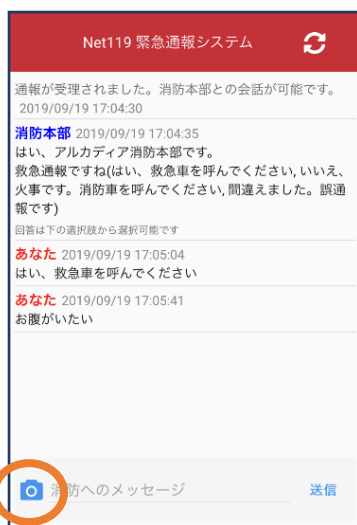 Net119 緊急通報システム
通報が受理されました。消防本部との会話が可能です。
2019/09/19 17:04:30
消防本部 2019/09/19 17:04:35
はい、アルカディア消防本部です。
救急通報ですね(はい、救急車を呼んでください, いいえ、
火事です。消防車を呼んでください, 間違えました。誤通
報です)
回答は下の選択肢から選択可能です
あなた 2019/09/19 17:05:04
はい、救急車を呼んでください
あなた 2019/09/19 17:05:41
お腹がいたい
消防へのメッセージ 送信